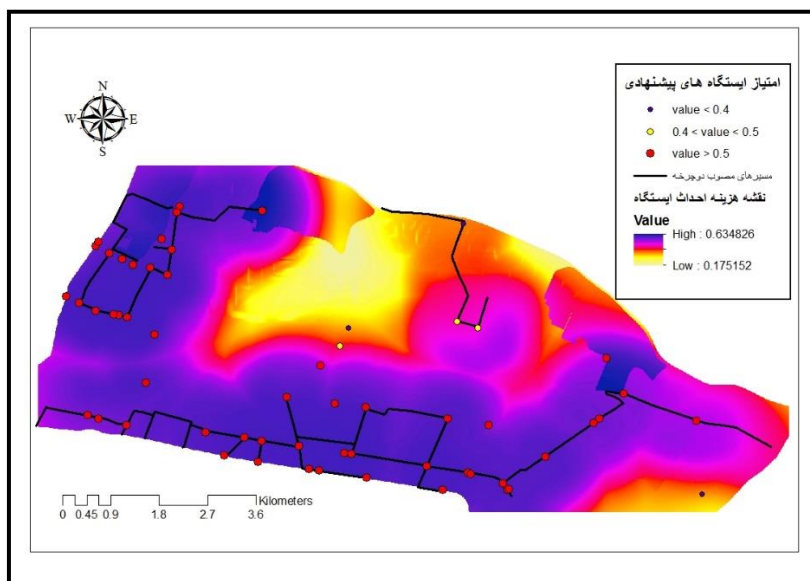 N
W E
S
امتیاز ایستگاه های پیشنهادی
value < 0.4
0.4 < value < 0.5
value > 0.5
مسیرهای مصوب دوچرخه
نقشه هزینه احداث ایستگاه
Value
High : 0.634826
Low : 0.175152
Kilometers
0 0.45 0.9 1.8 2.7 3.6